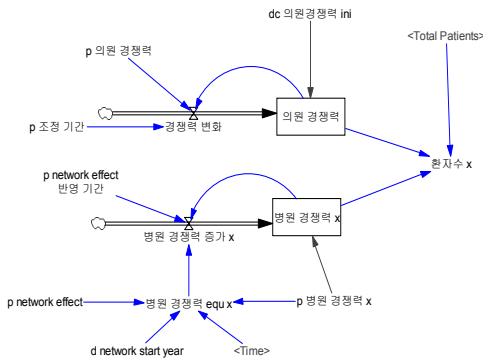 dc 의원경쟁력 ini
<Total Patients>
p 의원 경쟁력
의원 경쟁력
p 조정 기간
경쟁력 변화
환자수 x
p network effect
반영 기간
병원 경쟁력 x
병원 경쟁력 증가 x
p network effect
병원 경쟁력 equ x
p 병원 경쟁력 x
d network start year
<Time>